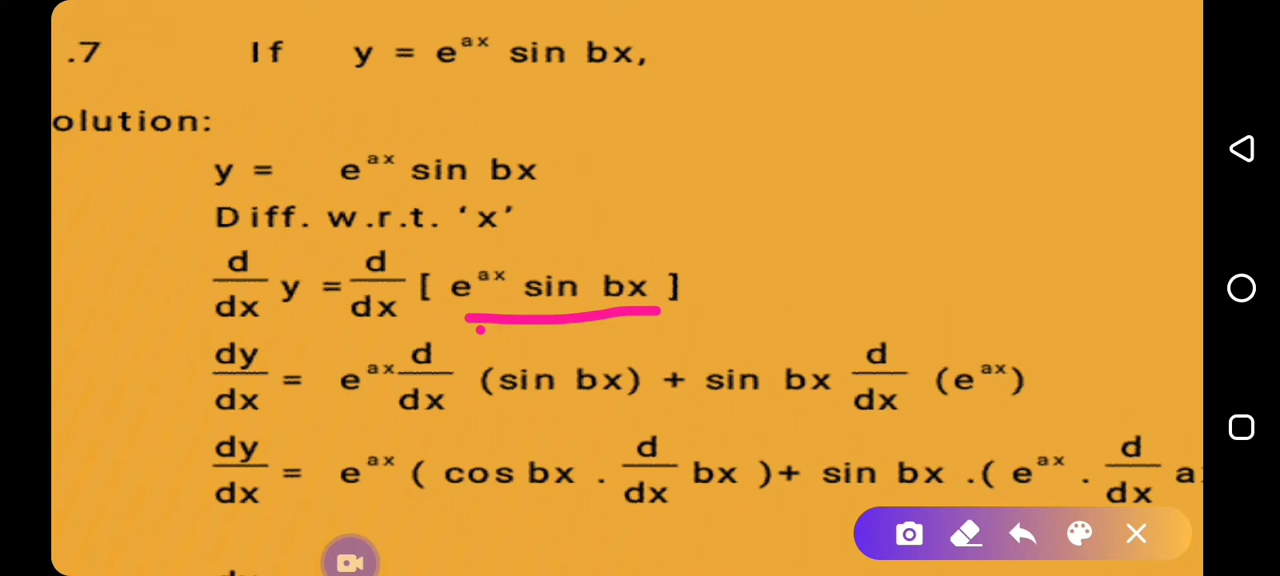 .7 If y = e^ax sin bx,
olution:
y = e^ax sin bx
Diff. w.r.t. ‘x’
d/dx y = d/dx [ e^ax sin bx ]
dy/dx = e^ax d/dx (sin bx) + sin bx d/dx (e^ax)
dy/dx = e^ax ( cos bx . d/dx bx )+ sin bx .( e^ax . d/dx a